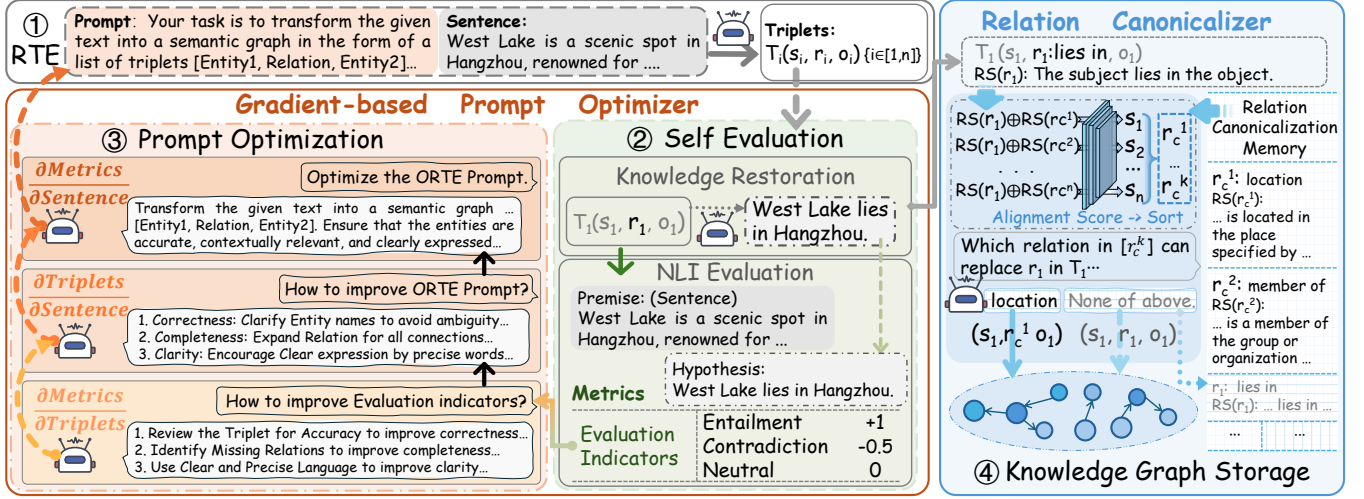 ① RTE
Prompt: Your task is to transform the given
text into a semantic graph in the form of a
list of triplets [Entity1, Relation, Entity2]...
Sentence:
West Lake is a scenic spot in
Hangzhou, renowned for ....
Triplets:
Tᵢ(sᵢ, rᵢ, oᵢ) {i∈[1,n]}
Gradient-based Prompt Optimizer
③ Prompt Optimization
∂Metrics
∂Sentence
Optimize the ORTE Prompt.
Transform the given text into a semantic graph ...
[Entity1, Relation, Entity2]. Ensure that the entities are
accurate, contextually relevant, and clearly expressed...
∂Triplets
∂Sentence
How to improve ORTE Prompt?
1. Correctness: Clarify Entity names to avoid ambiguity...
2. Completeness: Expand Relation for all connections...
3. Clarity: Encourage Clear expression by precise words...
∂Metrics
∂Triplets
How to improve Evaluation indicators?
1. Review the Triplet for Accuracy to improve correctness...
2. Identify Missing Relations to improve completeness...
3. Use Clear and Precise Language to improve clarity...
② Self Evaluation
Knowledge Restoration
T₁(s₁, r₁, o₁)
West Lake lies
in Hangzhou.
NLI Evaluation
Premise: (Sentence)
West Lake is a scenic spot in
Hangzhou, renowned for ...
Hypothesis:
West Lake lies in Hangzhou.
Metrics
Evaluation
Indicators
Entailment +1
Contradiction -0.5
Neutral 0
Relation Canonicalizer
T₁(s₁, r₁:lies in, o₁)
RS(r₁): The subject lies in the object.
RS(r₁)⊕RS(rc¹)
RS(r₁)⊕RS(rc²)
. . .
RS(r₁)⊕RS(rcⁿ)
s₁
s₂
...
sₙ
r_c¹
...
r_c^k
Alignment Score -> Sort
Which relation in [r_c^k] can
replace r₁ in T₁...
location
None of above.
(s₁,r_c¹ o₁)
(s₁, r₁, o₁)
Relation
Canonicalization
Memory
r_c¹: location
RS(r_c¹):
... is located in
the place
specified by ...
r_c²: member of
RS(r_c²):
... is a member of
the group or
organization ...
r₁: lies in
RS(r₁): ... lies in ...
... ...
④ Knowledge Graph Storage